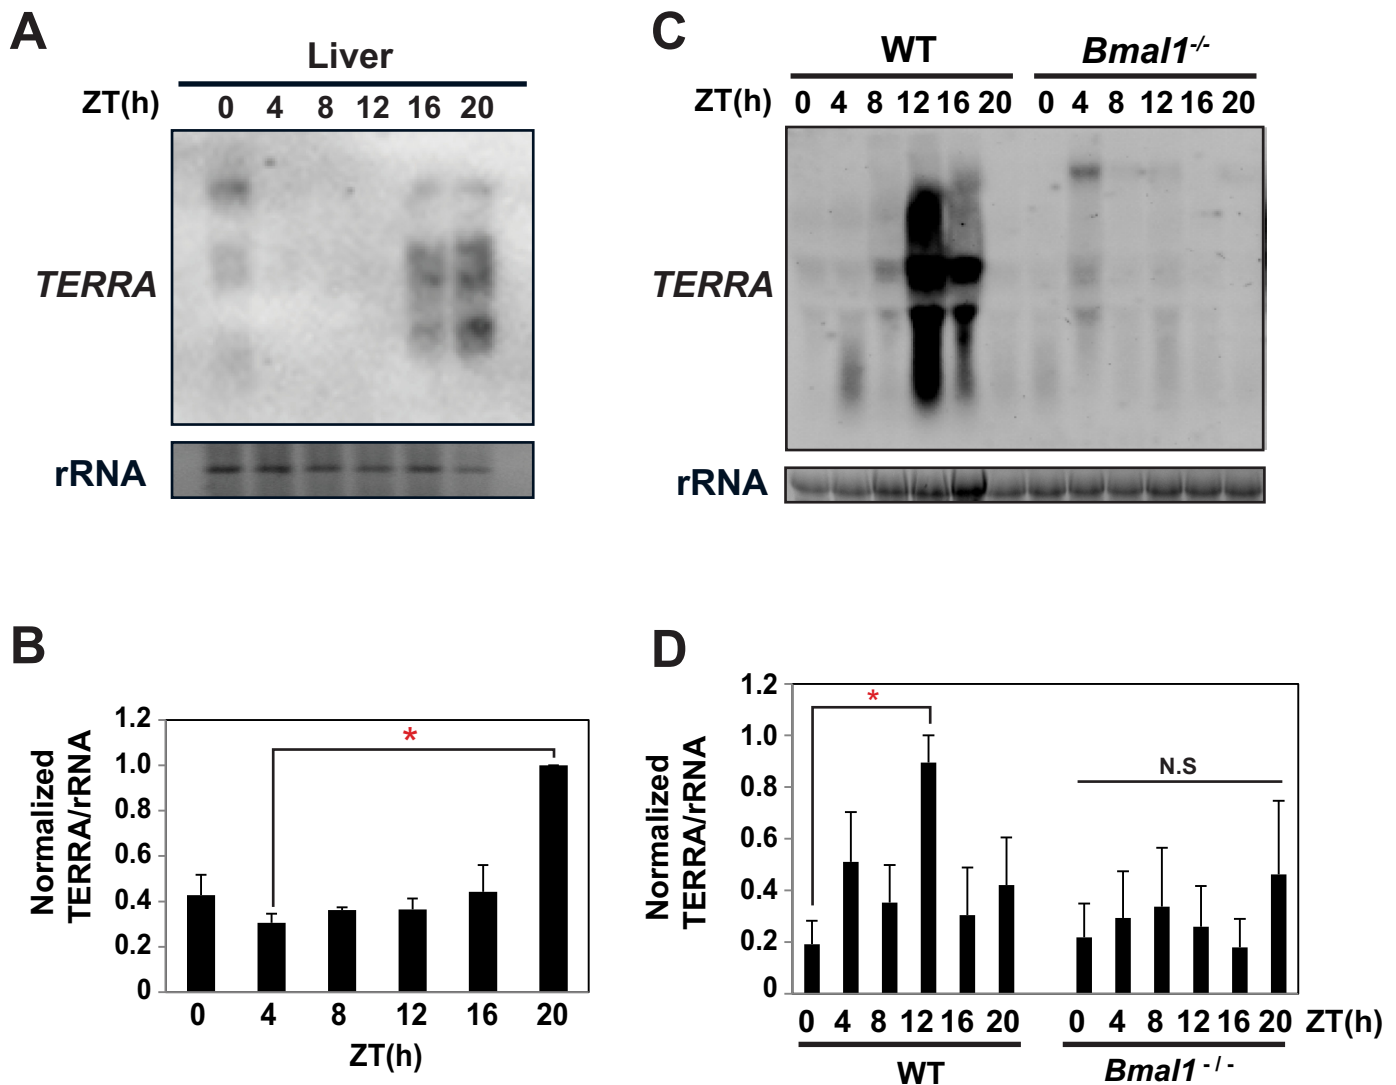 A
Liver
ZT(h) 0 4 8 12 16 20
TERRA
rRNA
C
WT Bmal1-/-
ZT(h) 0 4 8 12 16 20 0 4 8 12 16 20
TERRA
rRNA
B
Normalized
TERRA/rRNA
1.2
1.0
0.8
0.6
0.4
0.2
0
*
0 4 8 12 16 20
ZT(h)
D
Normalized
TERRA/rRNA
1.2
1.0
0.8
0.6
0.4
0.2
0
*
N.S
0 4 8 12 16 20 0 4 8 12 16 20 ZT(h)
WT Bmal1 -/-